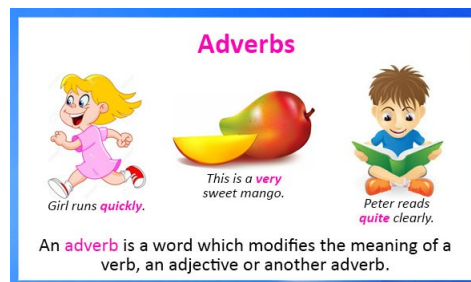 Adverbs
Girl runs quickly.
This is a very
sweet mango.
Peter reads
quite clearly.
An adverb is a word which modifies the meaning of a
verb, an adjective or another adverb.